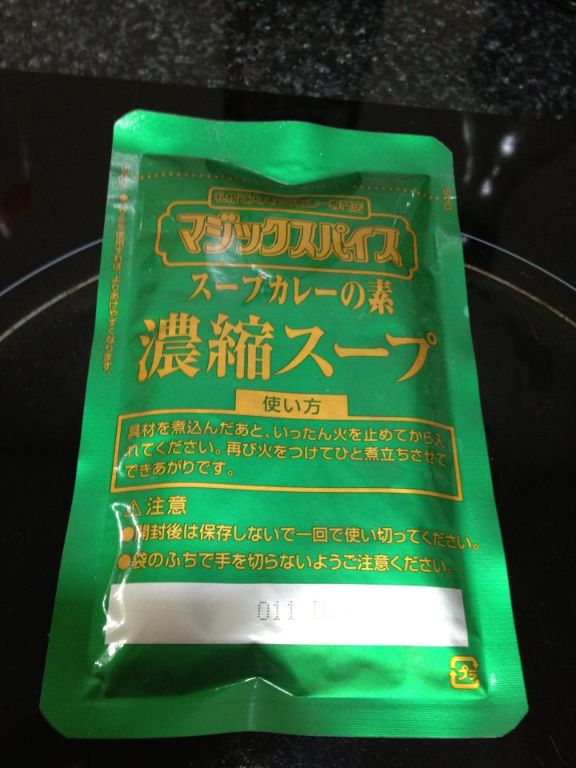 マジックスパイス
スープカレーの素
濃縮スープ
使い方
具材を煮込んだあと、いったん火を止めてから入
れてください。再び火をつけてひと煮立ちさせて
できあがりです。
⚠注意
●開封後は保存しないで一回で使い切ってください。
●袋のふちで手を切らないようご注意ください。
011
プラ